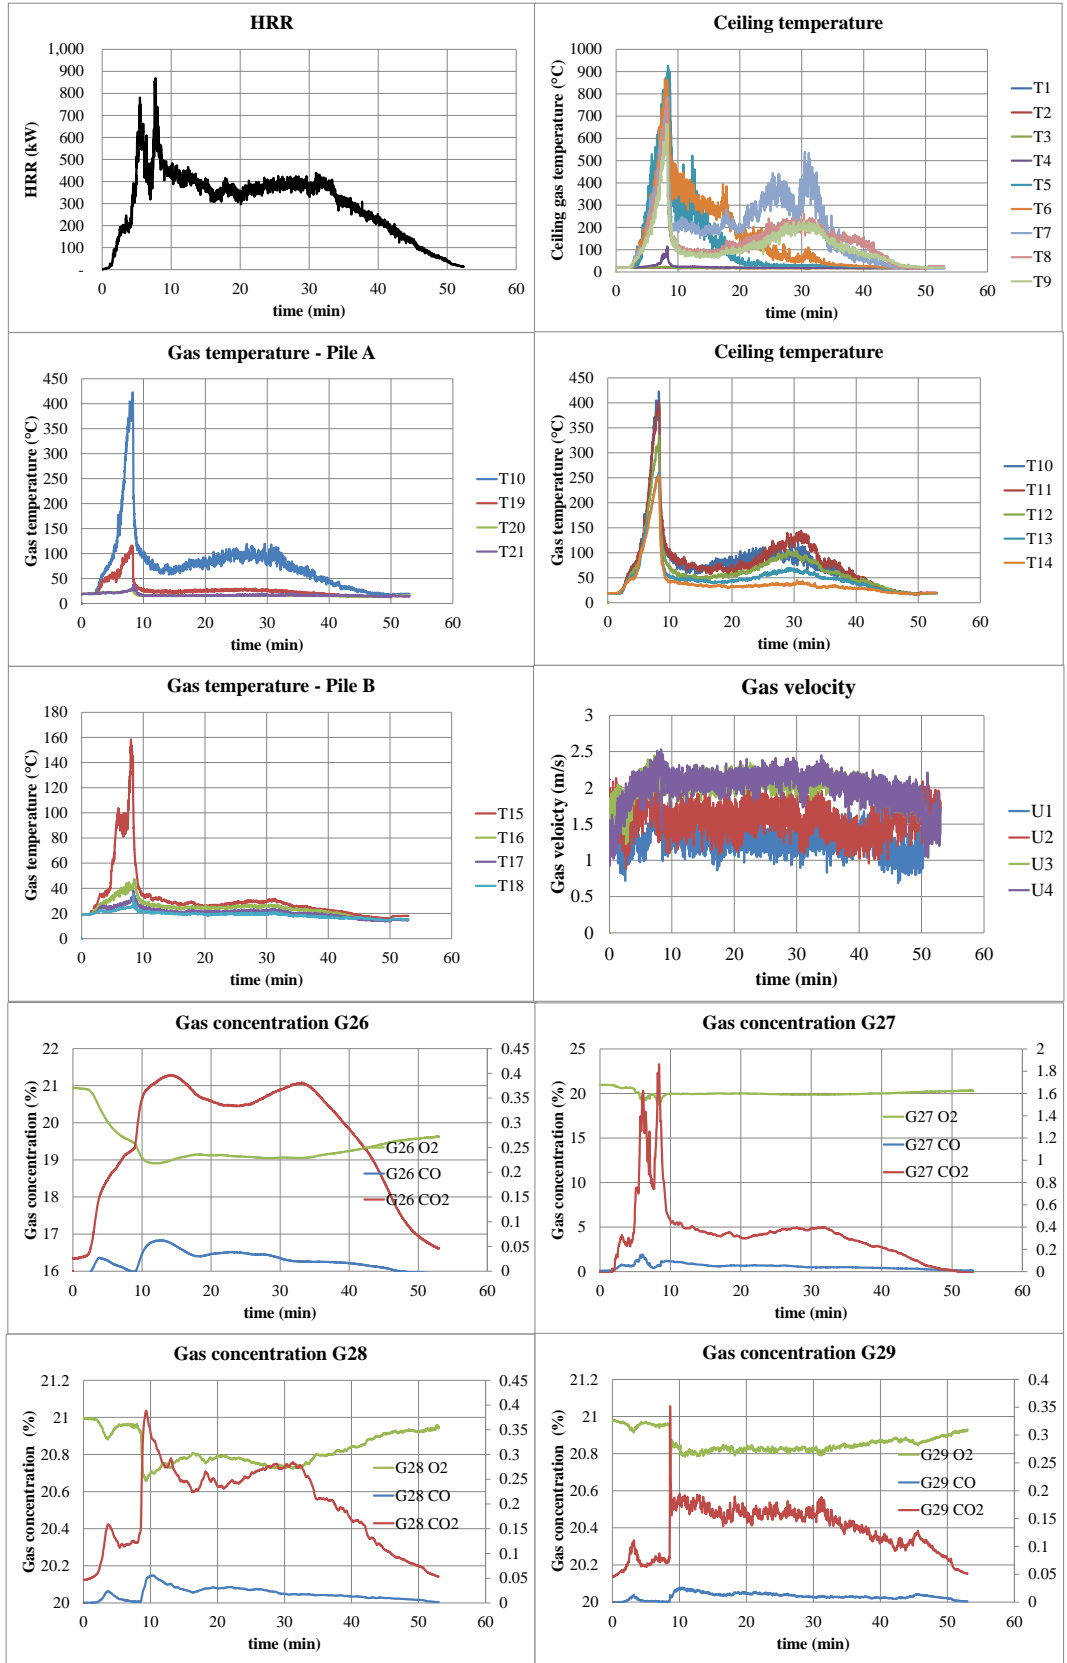 HRR
1,000
900
800
700
600
500
400
300
200
100
-
HRR (kW)
0 10 20 30 40 50 60
time (min)
Ceiling temperature
1000
900
800
700
600
500
400
300
200
100
0
Ceiling gas temperature (°C)
0 10 20 30 40 50 60
time (min)
T1
T2
T3
T4
T5
T6
T7
T8
T9
Gas temperature - Pile A
450
400
350
300
250
200
150
100
50
0
Gas temperature (°C)
0 10 20 30 40 50 60
time (min)
T10
T19
T20
T21
Ceiling temperature
450
400
350
300
250
200
150
100
50
0
Gas temperature (°C)
0 10 20 30 40 50 60
time (min)
T10
T11
T12
T13
T14
Gas temperature - Pile B
180
160
140
120
100
80
60
40
20
0
Gas temperature (°C)
0 10 20 30 40 50 60
time (min)
T15
T16
T17
T18
Gas velocity
3
2.5
2
1.5
1
0.5
0
Gas veloicty (m/s)
0 10 20 30 40 50 60
time (min)
U1
U2
U3
U4
Gas concentration G26
22
21
20
19
18
17
16
Gas concentration (%)
0.45
0.4
0.35
0.3
0.25
0.2
0.15
0.1
0.05
0
0 10 20 30 40 50 60
time (min)
G26 O2
G26 CO
G26 CO2
Gas concentration G27
25
20
15
10
5
0
Gas concentration (%)
2
1.8
1.6
1.4
1.2
1
0.8
0.6
0.4
0.2
0
0 10 20 30 40 50 60
time (min)
G27 O2
G27 CO
G27 CO2
Gas concentration G28
21.2
21
20.8
20.6
20.4
20.2
20
Gas concentration (%)
0.45
0.4
0.35
0.3
0.25
0.2
0.15
0.1
0.05
0
0 10 20 30 40 50 60
time (min)
G28 O2
G28 CO
G28 CO2
Gas concentration G29
21.2
21
20.8
20.6
20.4
20.2
20
Gas concentration (%)
0.4
0.35
0.3
0.25
0.2
0.15
0.1
0.05
0
0 10 20 30 40 50 60
time (min)
G29 O2
G29 CO
G29 CO2